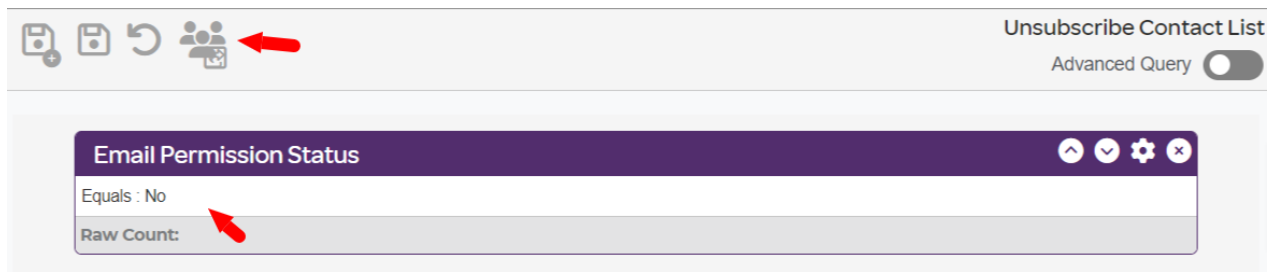 Unsubscribe Contact List
Advanced Query
Email Permission Status
Equals : No
Raw Count: